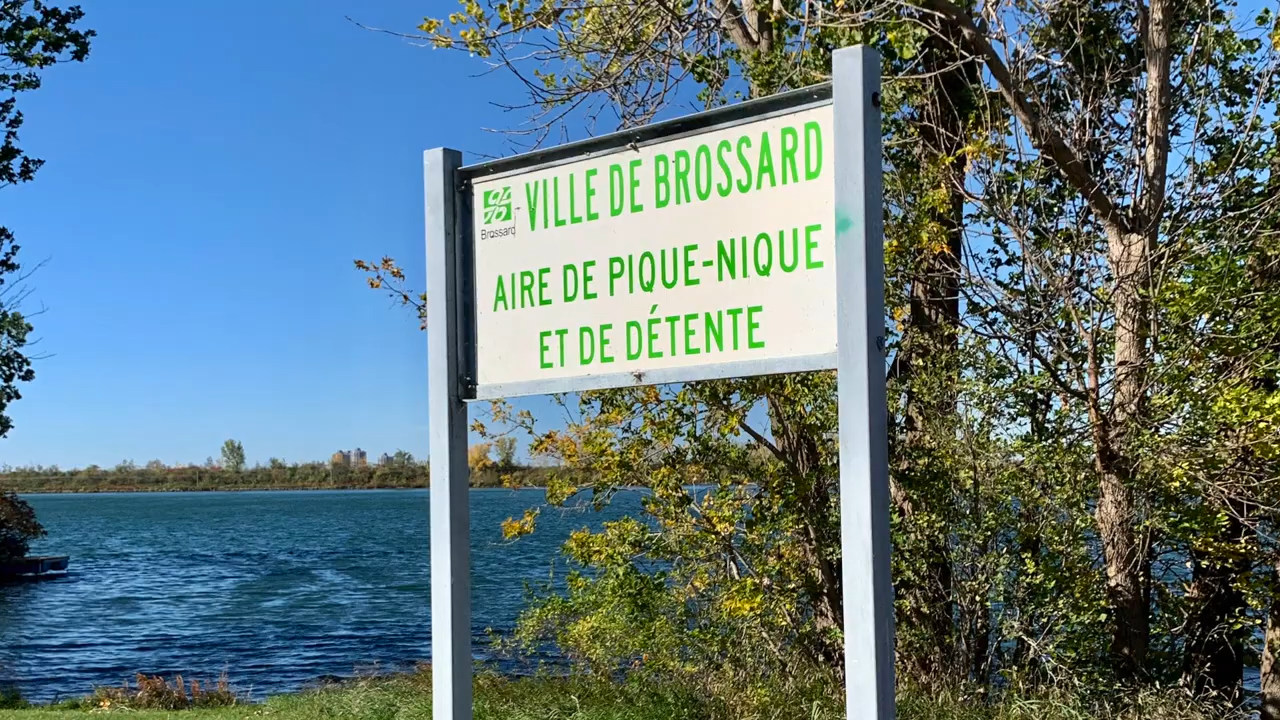 VILLE DE BROSSARD
Brossard
AIRE DE PIQUE-NIQUE
ET DE DÉTENTE